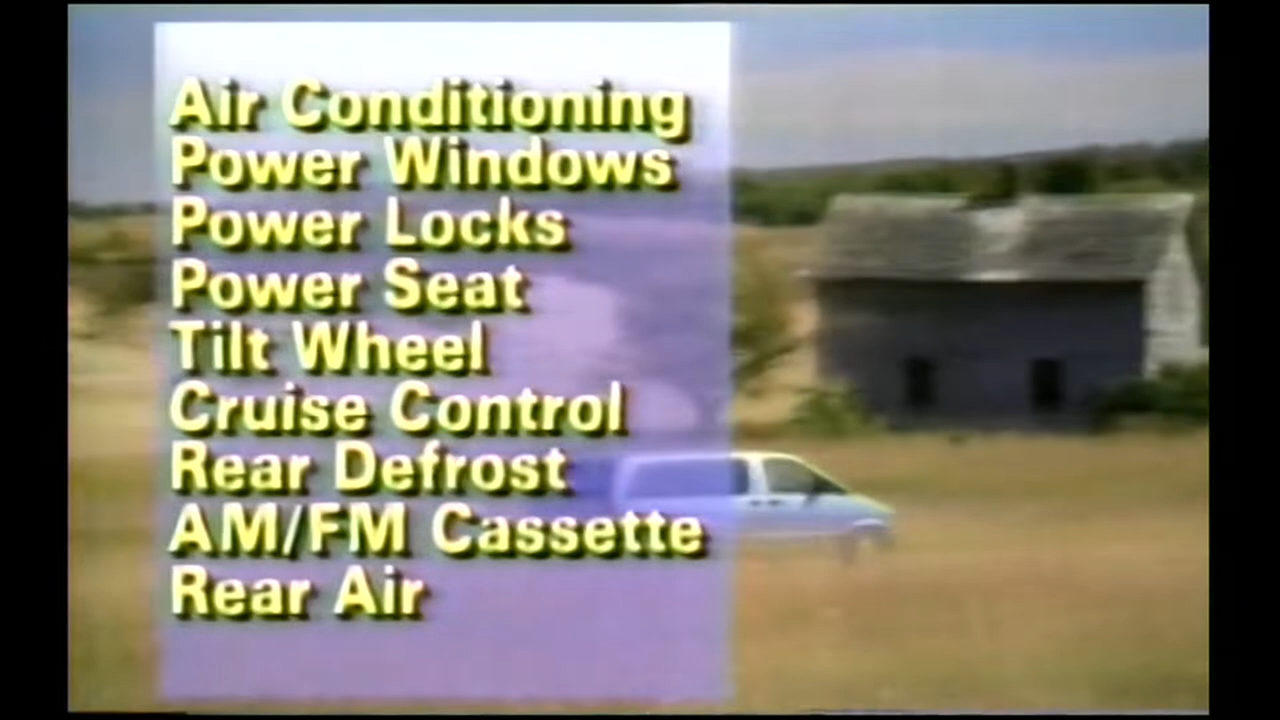 Air Conditioning
Power Windows
Power Locks
Power Seat
Tilt Wheel
Cruise Control
Rear Defrost
AM/FM Cassette
Rear Air